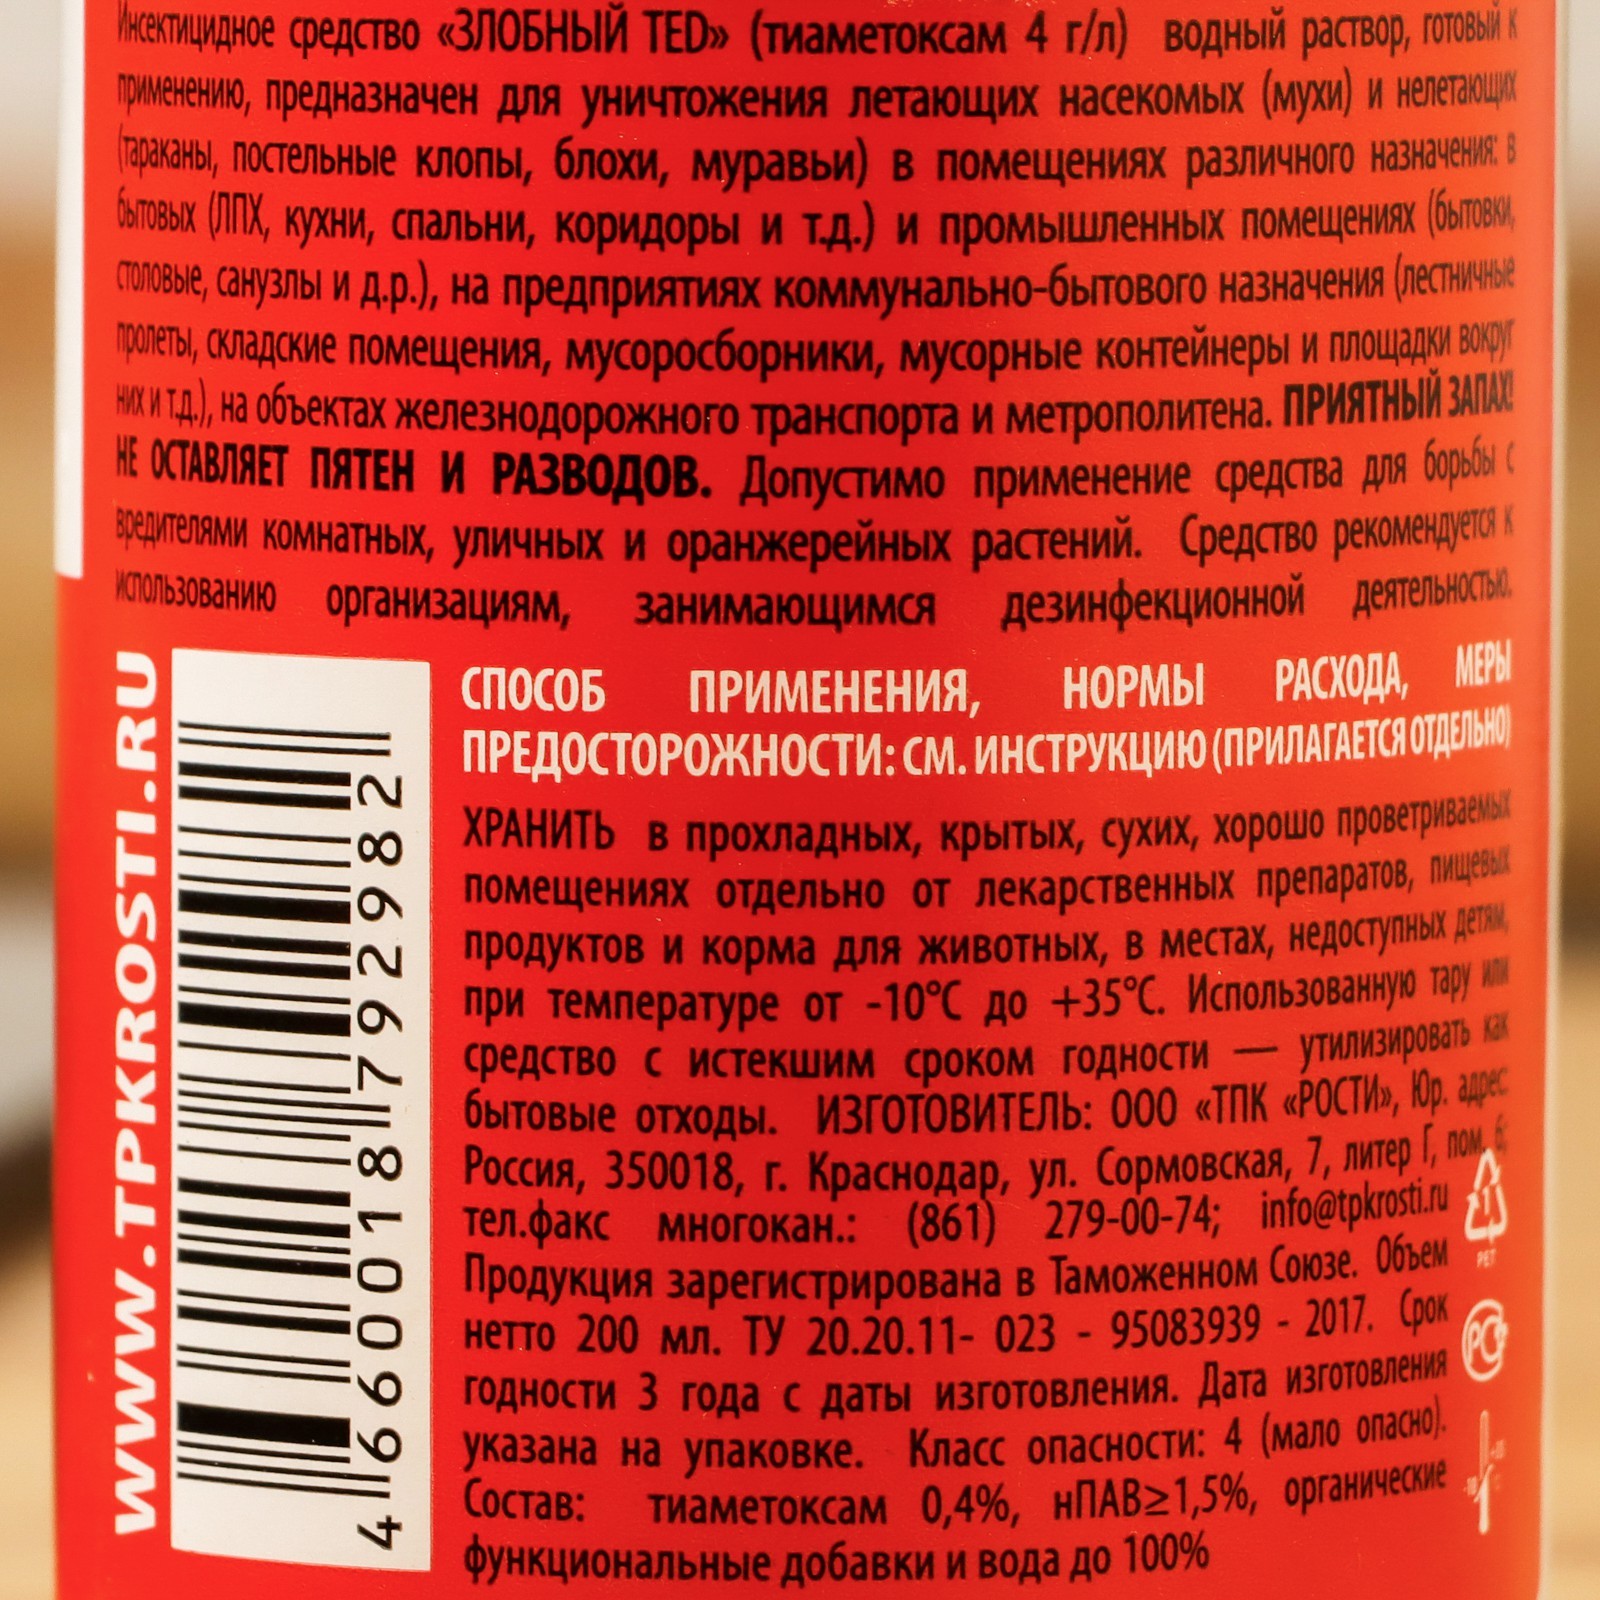 Инсектицидное средство «ЗЛОБНЫЙ TED» (тиаметоксам 4 г/л) водный раствор, готовый к
применению, предназначен для уничтожения летающих насекомых (мухи) и нелетающих
(тараканы, постельные клопы, блохи, муравьи) в помещениях различного назначения: в
бытовых (ЛПХ, кухни, спальни, коридоры и т.д.) и промышленных помещениях (бытовки,
столовые, санузлы и д.р.), на предприятиях коммунально-бытового назначения (лестничные
пролеты, складские помещения, мусоросборники, мусорные контейнеры и площадки вокруг
них и т.д.), на объектах железнодорожного транспорта и метрополитена. ПРИЯТНЫЙ ЗАПАХ!
НЕ ОСТАВЛЯЕТ ПЯТЕН И РАЗВОДОВ. Допустимо применение средства для борьбы с
вредителями комнатных, уличных и оранжерейных растений. Средство рекомендуется к
использованию организациям, занимающимся дезинфекционной деятельностью.
WWW.TPKROSTI.RU
4660018792982
СПОСОБ ПРИМЕНЕНИЯ, НОРМЫ РАСХОДА, МЕРЫ
ПРЕДОСТОРОЖНОСТИ: СМ. ИНСТРУКЦИЮ (ПРИЛАГАЕТСЯ ОТДЕЛЬНО)
ХРАНИТЬ в прохладных, крытых, сухих, хорошо проветриваемых
помещениях отдельно от лекарственных препаратов, пищевых
продуктов и корма для животных, в местах, недоступных детям,
при температуре от -10°С до +35°С. Использованную тару или
средство с истекшим сроком годности — утилизировать как
бытовые отходы. ИЗГОТОВИТЕЛЬ: ООО «ТПК «РОСТИ», Юр. адрес:
Россия, 350018, г. Краснодар, ул. Сормовская, 7, литер Г, пом. 6;
тел.факс многокан.: (861) 279-00-74; info@tpkrosti.ru
Продукция зарегистрирована в Таможенном Союзе. Объем
нетто 200 мл. ТУ 20.20.11- 023 - 95083939 - 2017. Срок
годности 3 года с даты изготовления. Дата изготовления
указана на упаковке. Класс опасности: 4 (мало опасно).
Состав: тиаметоксам 0,4%, нПАВ≥1,5%, органические
функциональные добавки и вода до 100%
1
PET
РС